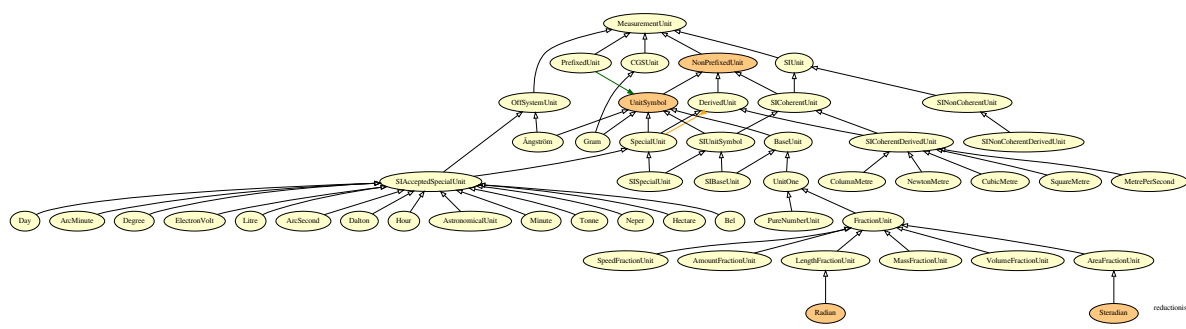 MeasurementUnit
PrefixedUnit CGSUnit NonPrefixedUnit SIUnit
OffSystemUnit UnitSymbol DerivedUnit SICoherentUnit SINonCoherentUnit
Ångström Gram SpecialUnit SIUnitSymbol BaseUnit SICoherentDerivedUnit SINonCoherentDerivedUnit
SIAcceptedSpecialUnit SISpecialUnit SIBaseUnit UnitOne ColumnMetre NewtonMetre CubicMetre SquareMetre MetrePerSecond
Day ArcMinute Degree ElectronVolt Litre ArcSecond Dalton Hour AstronomicalUnit Minute Tonne Neper Hectare Bel PureNumberUnit FractionUnit
SpeedFractionUnit AmountFractionUnit LengthFractionUnit MassFractionUnit VolumeFractionUnit AreaFractionUnit
Radian Steradian reductionis